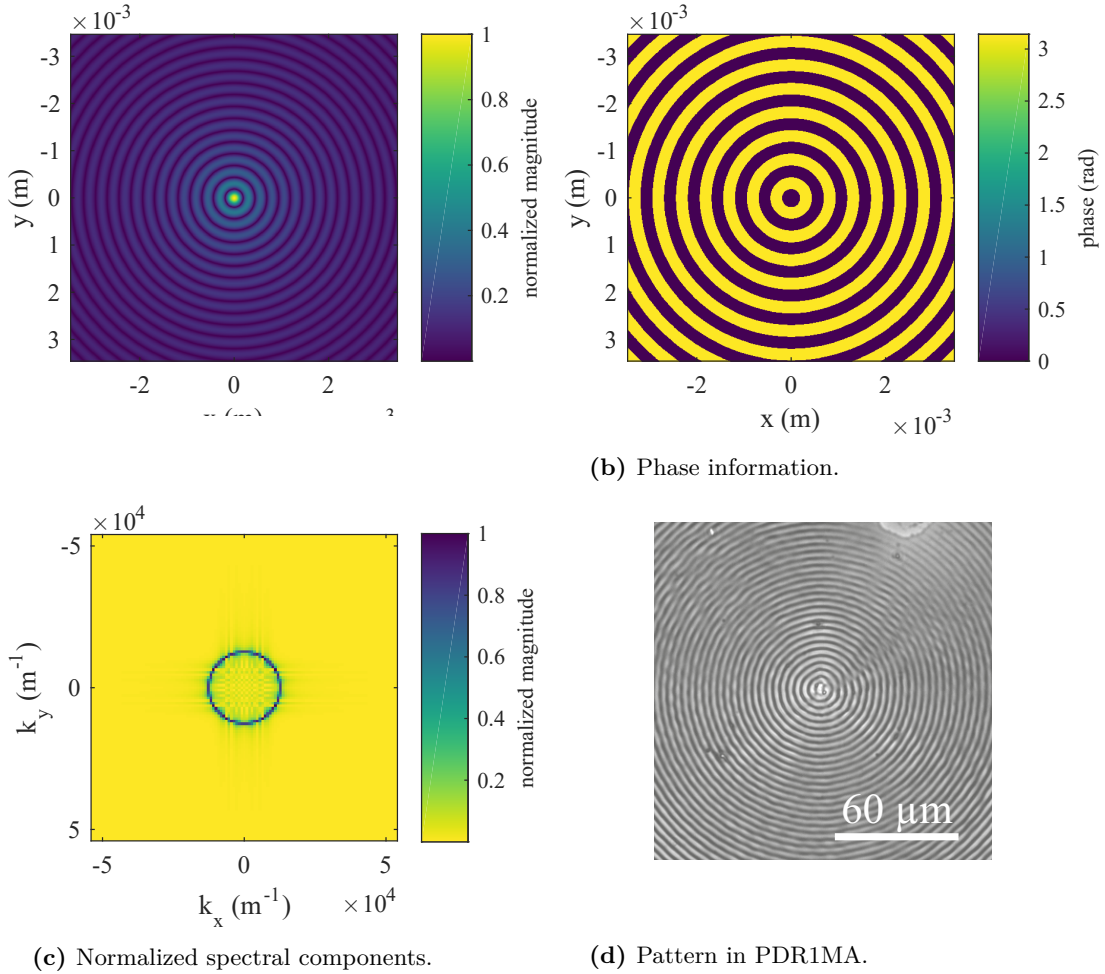 ×10⁻³
-3
-2
-1
0
1
2
3
y (m)
-2 0 2
1
0.8
0.6
0.4
0.2
normalized magnitude
×10⁻³
-3
-2
-1
0
1
2
3
y (m)
-2 0 2
x (m)
×10⁻³
3
2.5
2
1.5
1
0.5
0
phase (rad)
(b) Phase information.
×10⁴
-5
0
5
k_y (m⁻¹)
-5 0 5
k_x (m⁻¹) ×10⁴
1
0.8
0.6
0.4
0.2
normalized magnitude
60 µm
(c) Normalized spectral components.
(d) Pattern in PDR1MA.